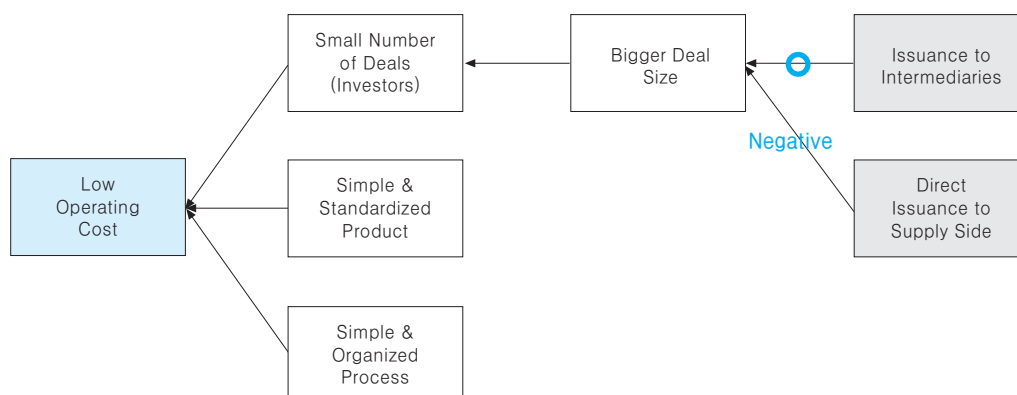 Small Number
of Deals
(Investors)
Bigger Deal
Size
Issuance to
Intermediaries
Negative
Low
Operating
Cost
Simple &
Standardized
Product
Direct
Issuance to
Supply Side
Simple &
Organized
Process